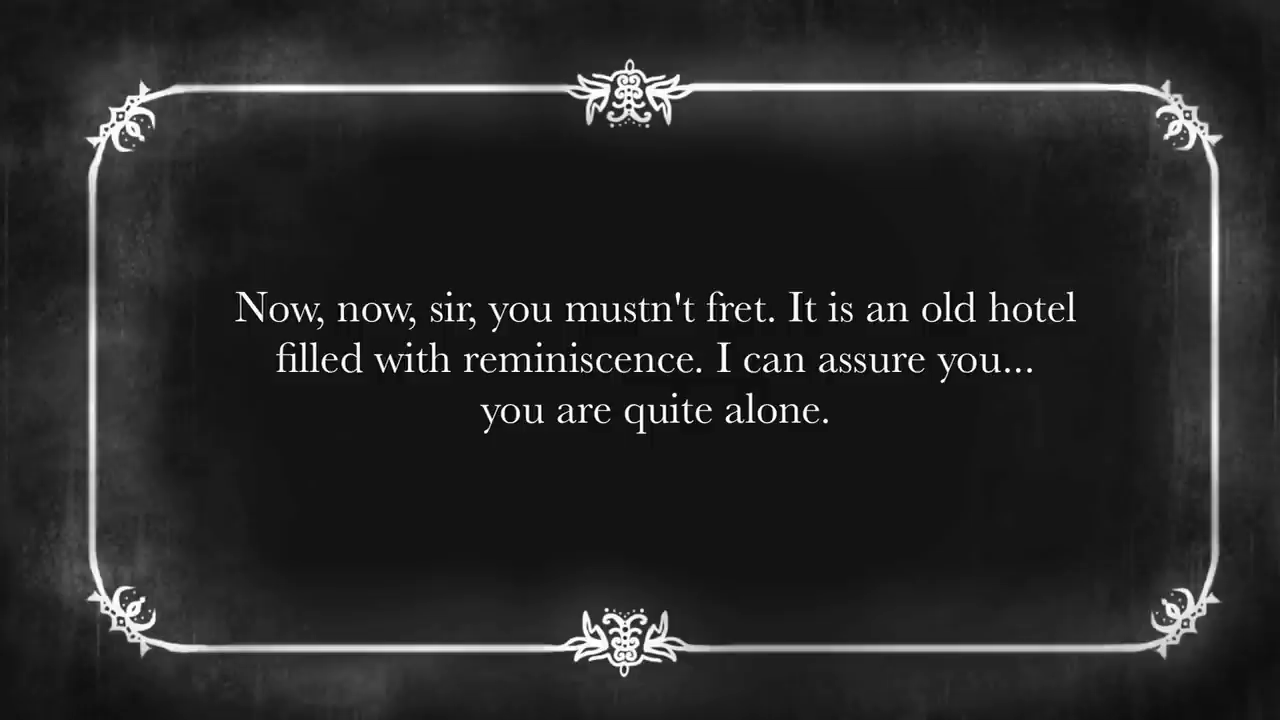 Now, now, sir, you mustn't fret. It is an old hotel
filled with reminiscence. I can assure you...
you are quite alone.